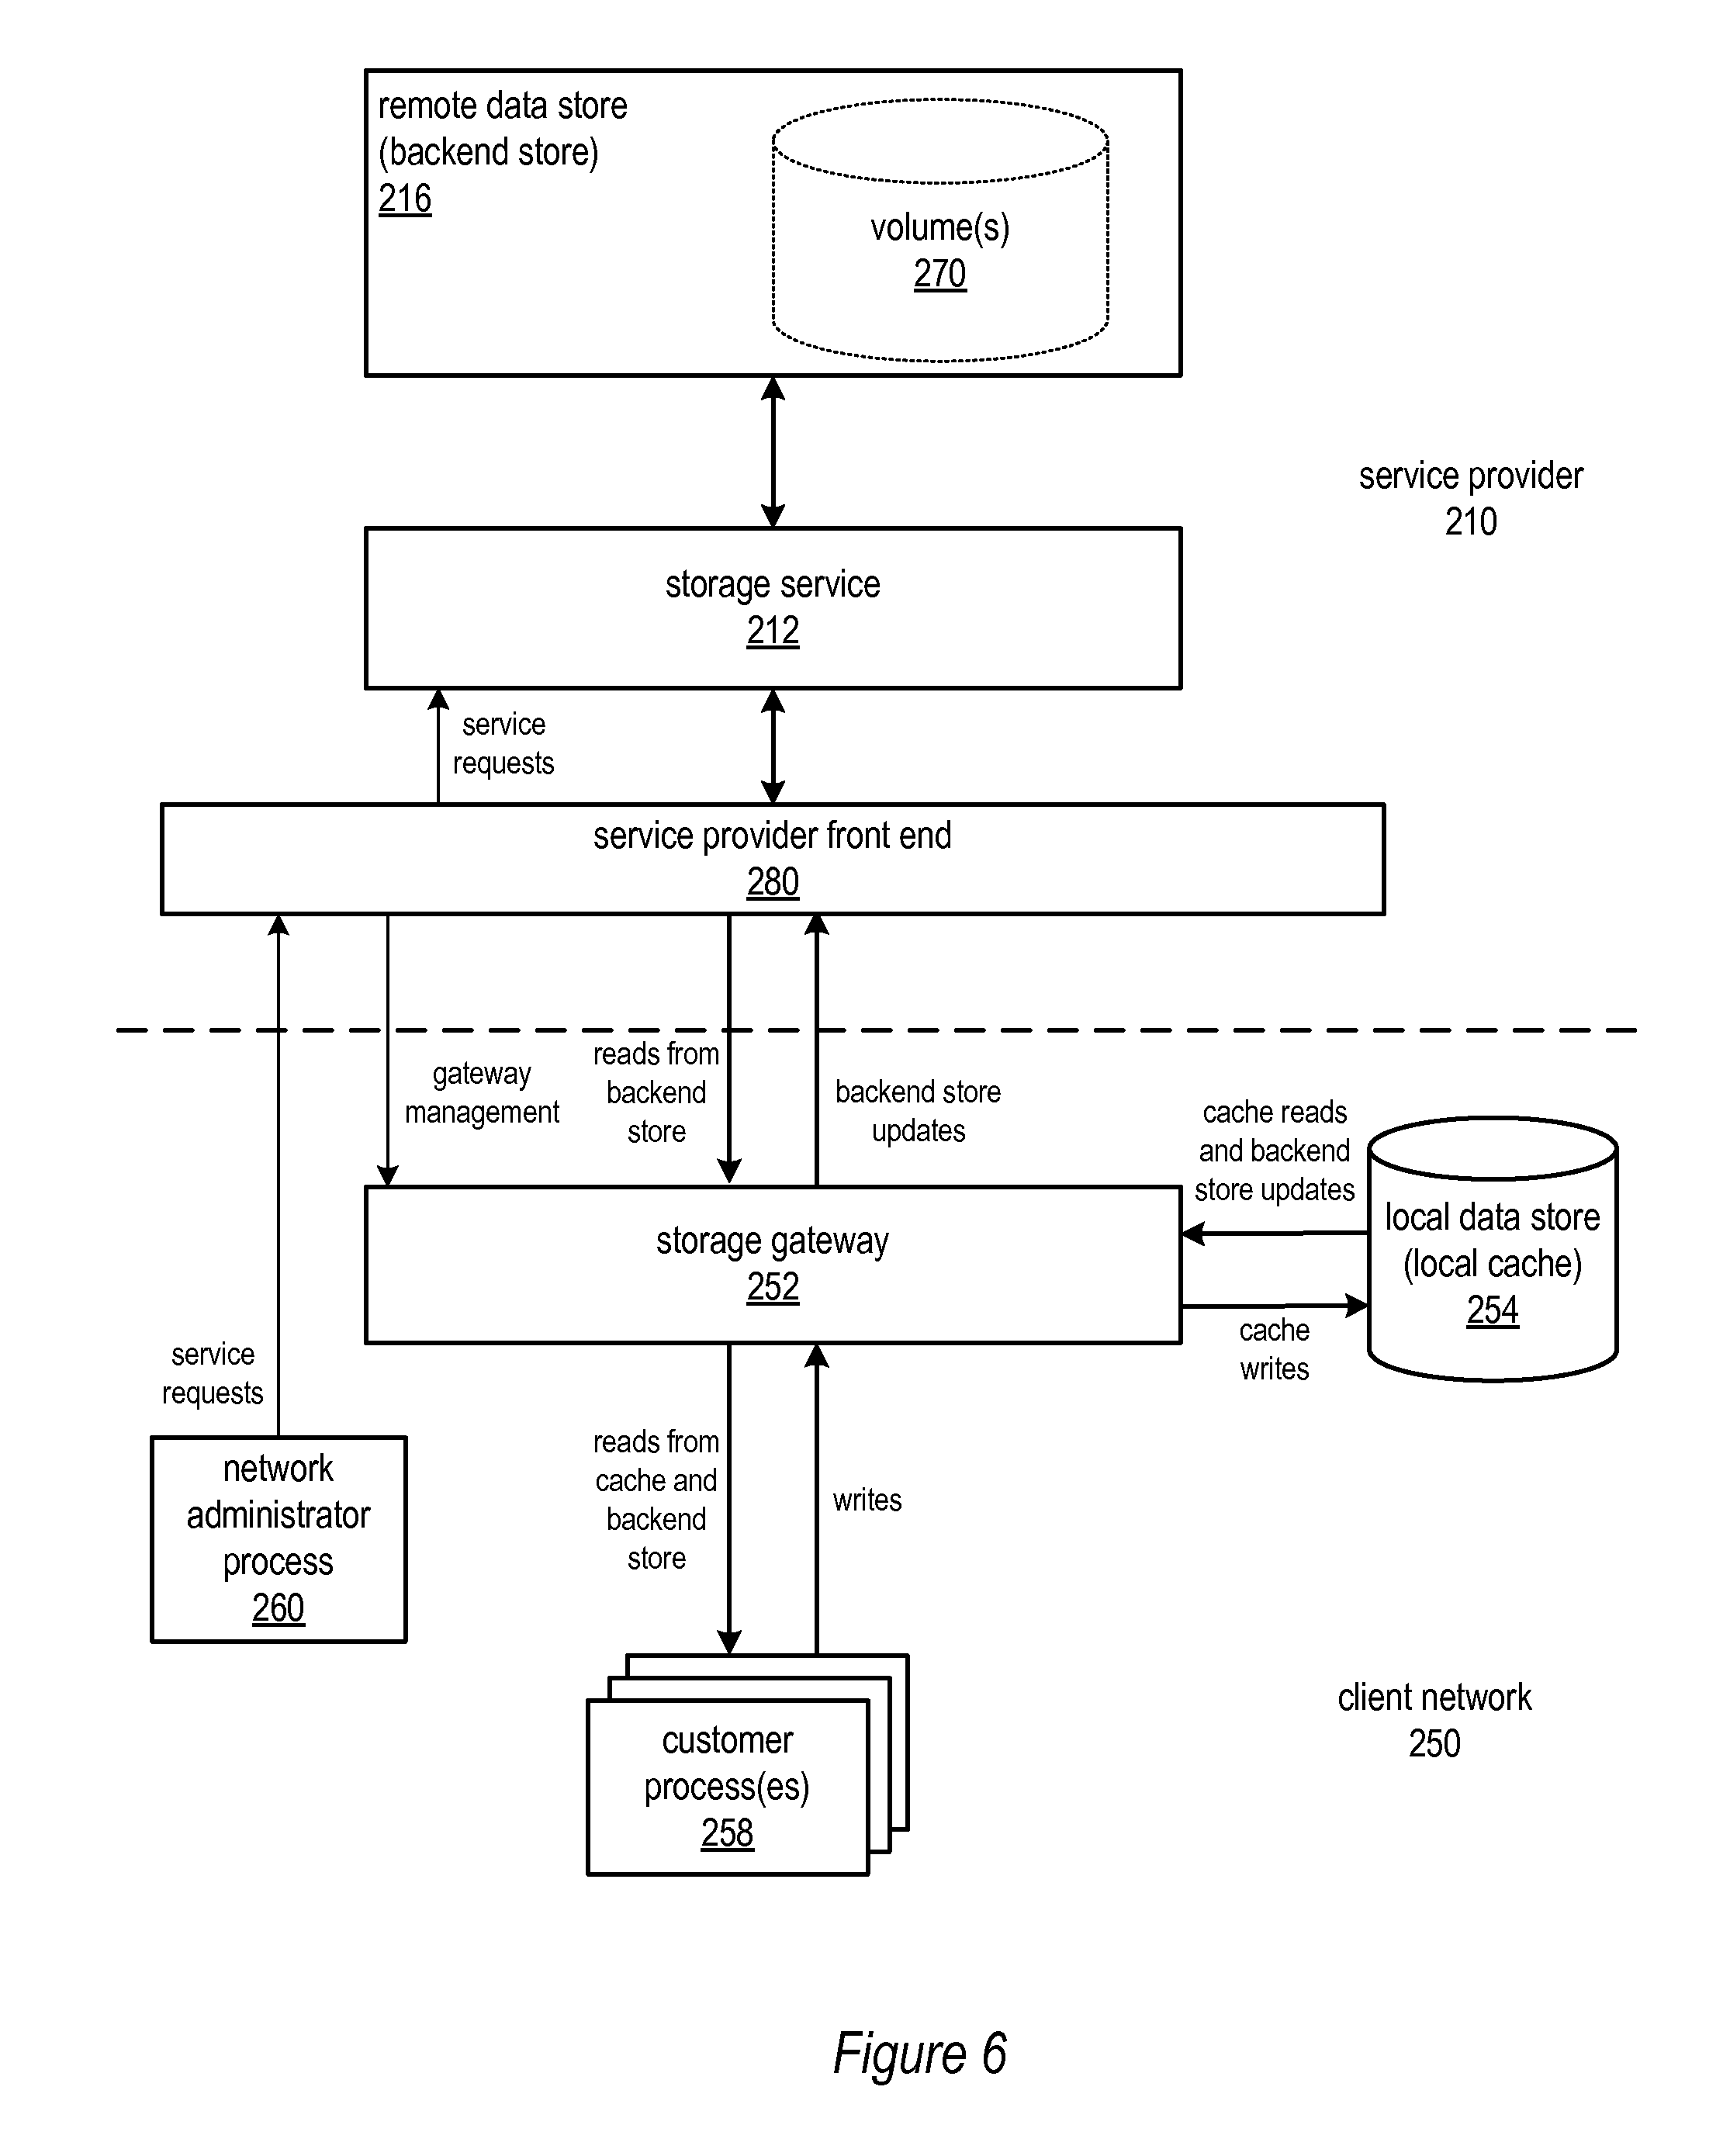 remote data store
(backend store)
216
volume(s)
270
service provider
210
storage service
212
service
requests
service provider front end
280
gateway
management
reads from
backend
store
backend store
updates
cache reads
and backend
store updates
local data store
(local cache)
254
storage gateway
252
cache
writes
service
requests
network
administrator
process
260
reads from
cache and
backend
store
writes
customer
process(es)
258
client network
250
Figure 6